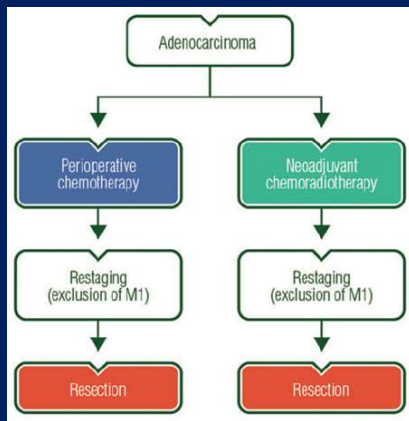 Adenocarcinoma
Perioperative
chemotherapy
Neoadjuvant
chemoradiotherapy
Restaging
(exclusion of M1)
Restaging
(exclusion of M1)
Resection
Resection